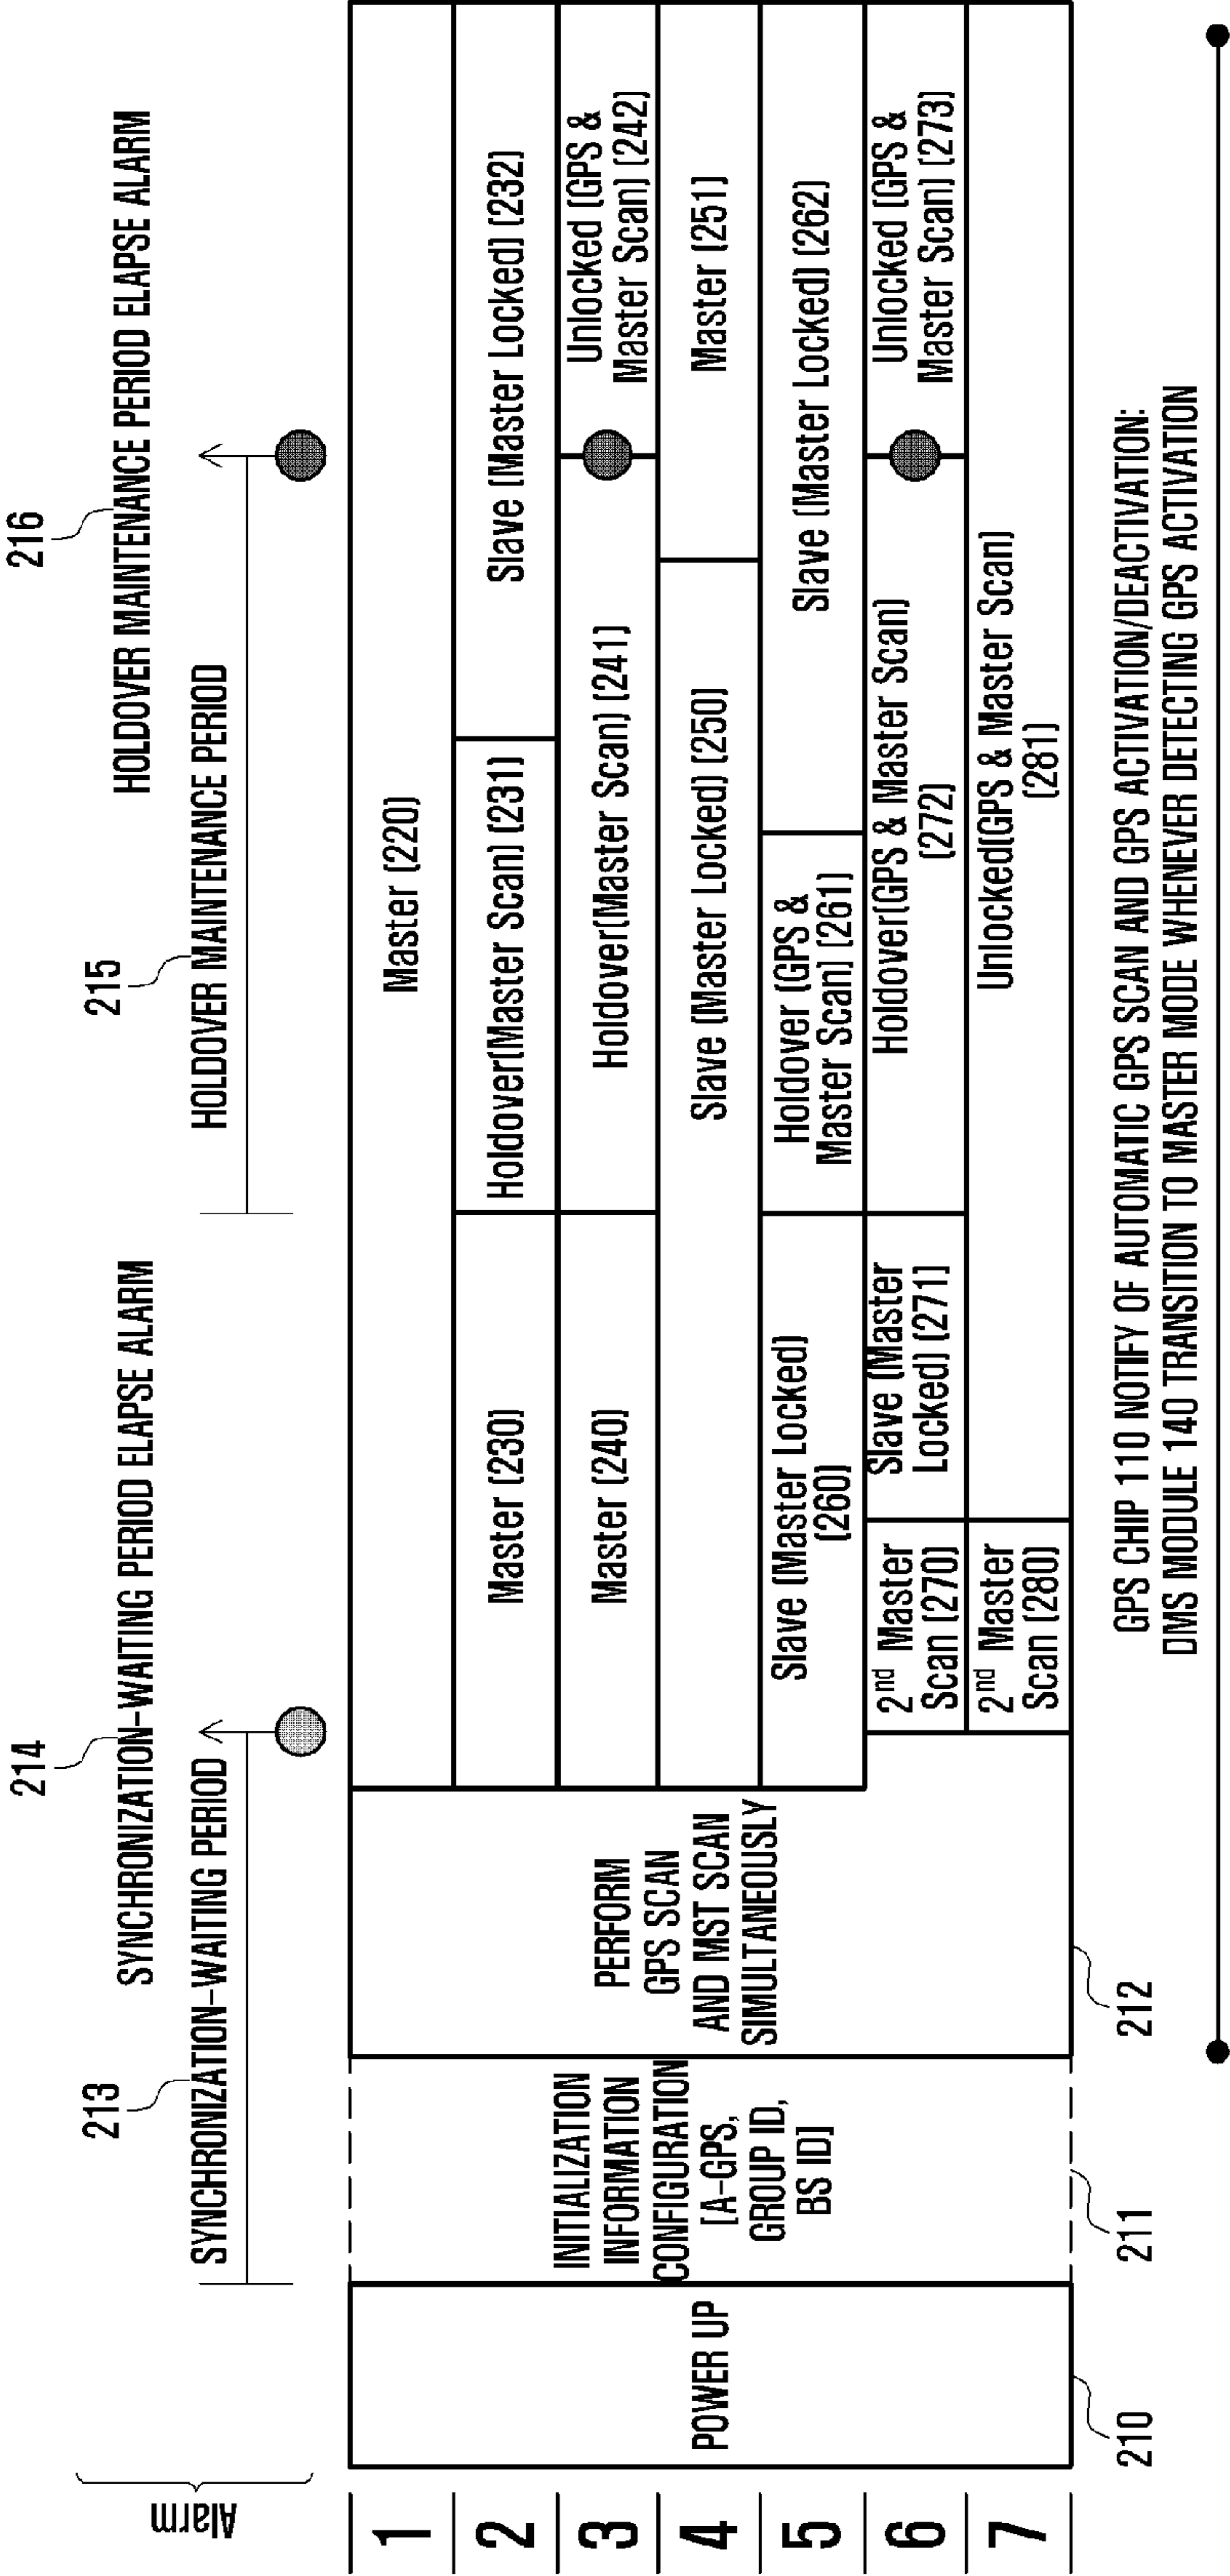 216
HOLDOVER MAINTENANCE PERIOD ELAPSE ALARM
215
HOLDOVER MAINTENANCE PERIOD
214
SYNCHRONIZATION-WAITING PERIOD ELAPSE ALARM
213
SYNCHRONIZATION-WAITING PERIOD
Alarm
1
2
3
4
5
6
7
POWER UP
210
INITIALIZATION
INFORMATION
CONFIGURATION
[A-GPS,
GROUP ID,
BS ID]
211
PERFORM
GPS SCAN
AND MST SCAN
SIMULTANEOUSLY
212
Master (220)
Master (230)
Holdover(Master Scan) (231)
Slave (Master Locked) (232)
Master (240)
Holdover(Master Scan) (241)
Unlocked (GPS &
Master Scan) (242)
Slave (Master Locked) (250)
Master (251)
Slave (Master Locked)
(260)
Holdover (GPS &
Master Scan) (261)
Slave (Master Locked) (262)
2nd Master
Scan (270)
Slave (Master
Locked) (271)
Holdover(GPS & Master Scan)
(272)
Unlocked (GPS &
Master Scan) (273)
2nd Master
Scan (280)
Unlocked(GPS & Master Scan)
(281)
GPS CHIP 110 NOTIFY OF AUTOMATIC GPS SCAN AND GPS ACTIVATION/DEACTIVATION:
DMS MODULE 140 TRANSITION TO MASTER MODE WHENEVER DETECTING GPS ACTIVATION